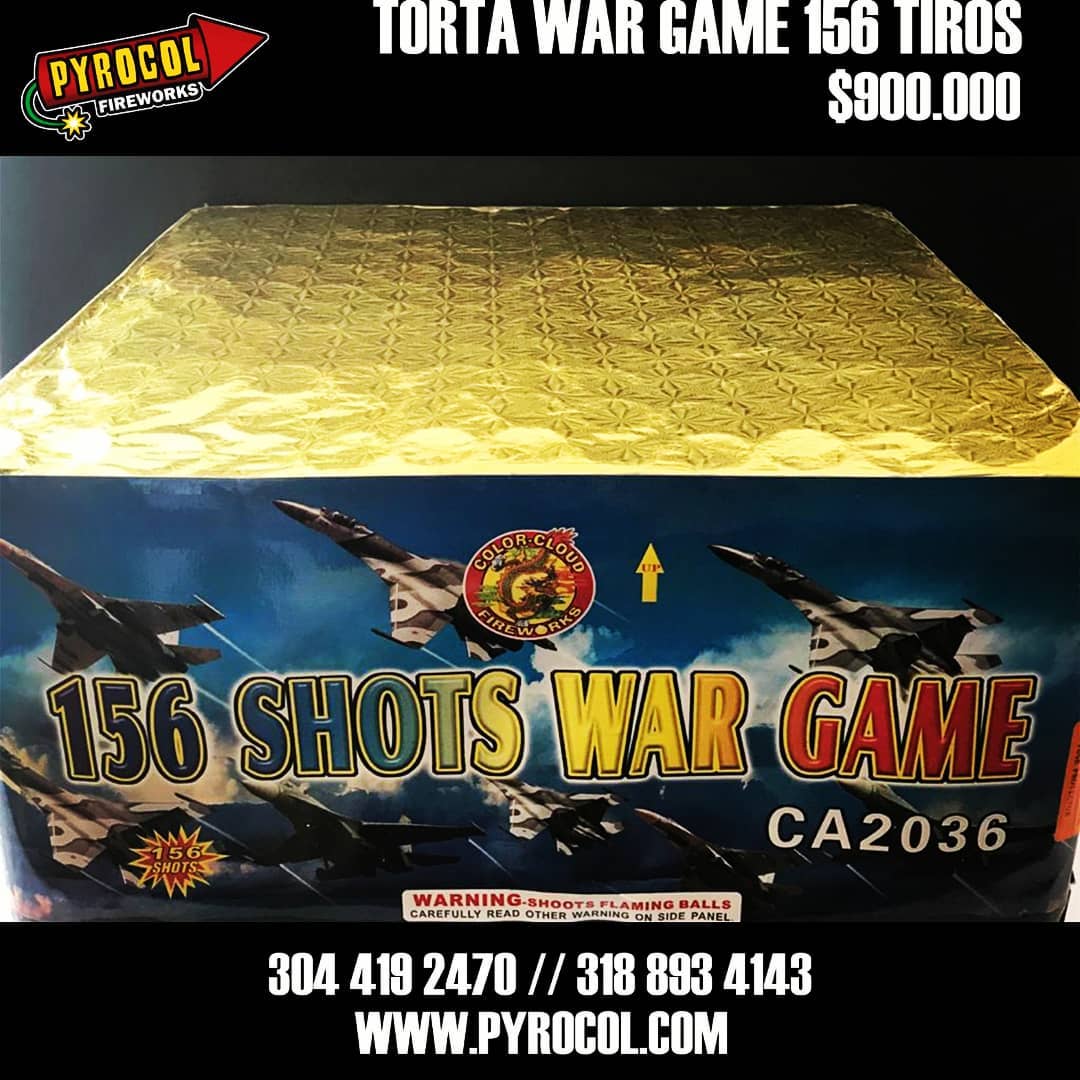 PYROCOL
FIREWORKS
TORTA WAR GAME 156 TIROS
$900.000
COLOR-CLOUD
FIREWORKS
UP
156 SHOTS WAR GAME
CA2036
156
SHOTS
WARNING-SHOOTS FLAMING BALLS
CAREFULLY READ OTHER WARNING ON SIDE PANEL.
304 419 2470 // 318 893 4143
WWW.PYROCOL.COM